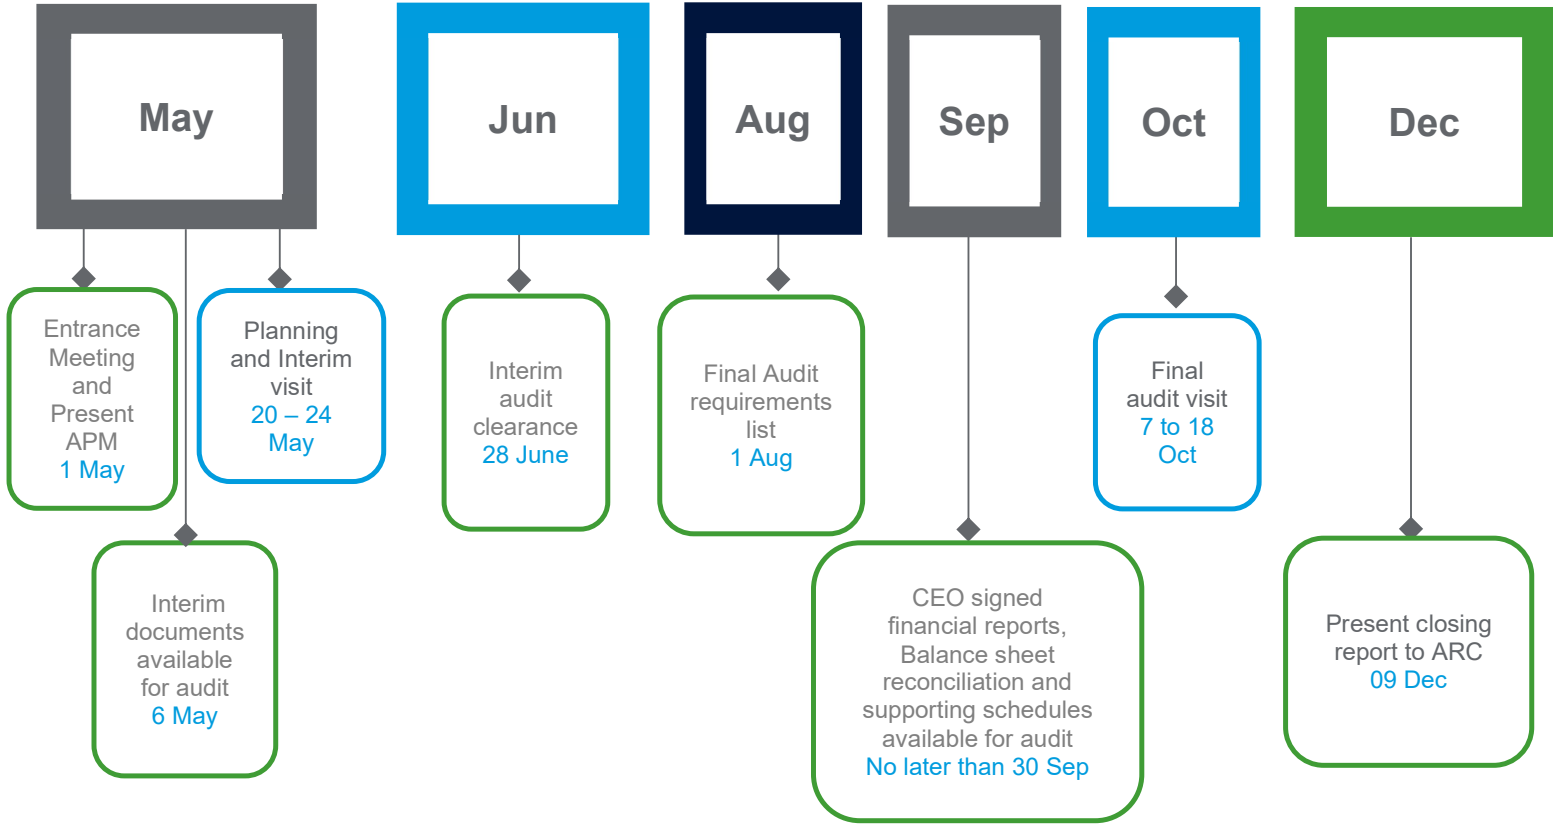 May
Jun
Aug
Sep
Oct
Dec
Entrance
Meeting
and
Present
APM
1 May
Planning
and Interim
visit
20 – 24
May
Interim
documents
available
for audit
6 May
Interim
audit
clearance
28 June
Final Audit
requirements
list
1 Aug
CEO signed
financial reports,
Balance sheet
reconciliation and
supporting schedules
available for audit
No later than 30 Sep
Final
audit visit
7 to 18
Oct
Present closing
report to ARC
09 Dec